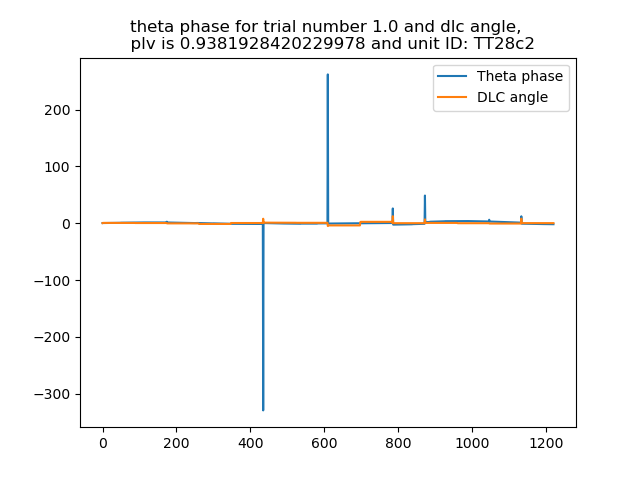 theta phase for trial number 1.0 and dlc angle,
plv is 0.9381928420229978 and unit ID: TT28c2
Theta phase
DLC angle
200
100
0
−100
−200
−300
0 200 400 600 800 1000 1200